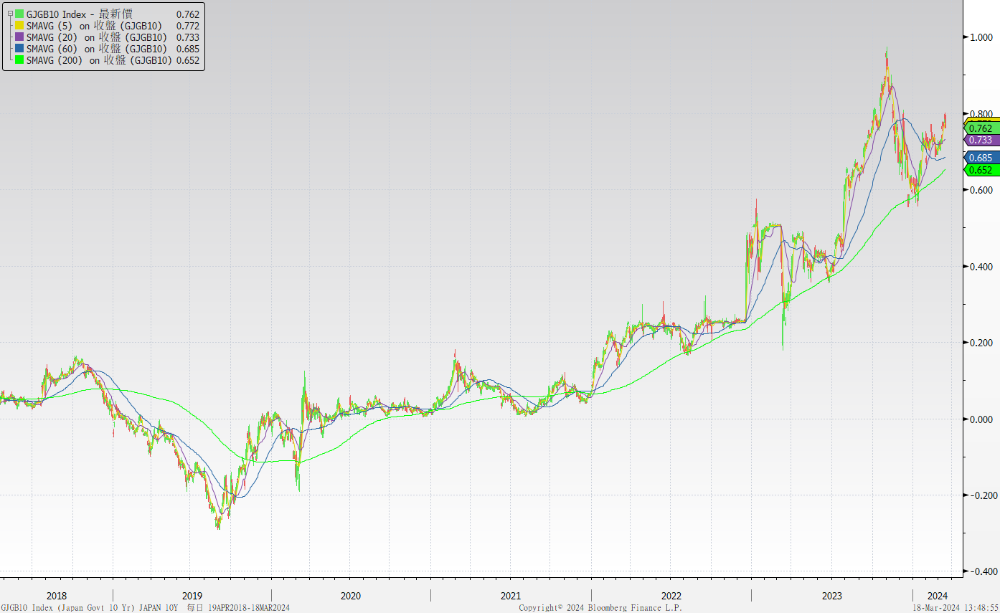 GJGB10 Index - 最新價 0.762
SMAVG (5) on 收盤 (GJGB10) 0.772
SMAVG (20) on 收盤 (GJGB10) 0.733
SMAVG (60) on 收盤 (GJGB10) 0.685
SMAVG (200) on 收盤 (GJGB10) 0.652
1.000
0.800
0.762
0.733
0.685
0.652
0.600
0.400
0.200
0.000
-0.200
-0.400
2018 2019 2020 2021 2022 2023 2024
GJGB10 Index (Japan Govt 10 Yr) JAPAN 10Y 每日 19APR2018-18MAR2024 Copyright© 2024 Bloomberg Finance L.P. 18-Mar-2024 13:48:55